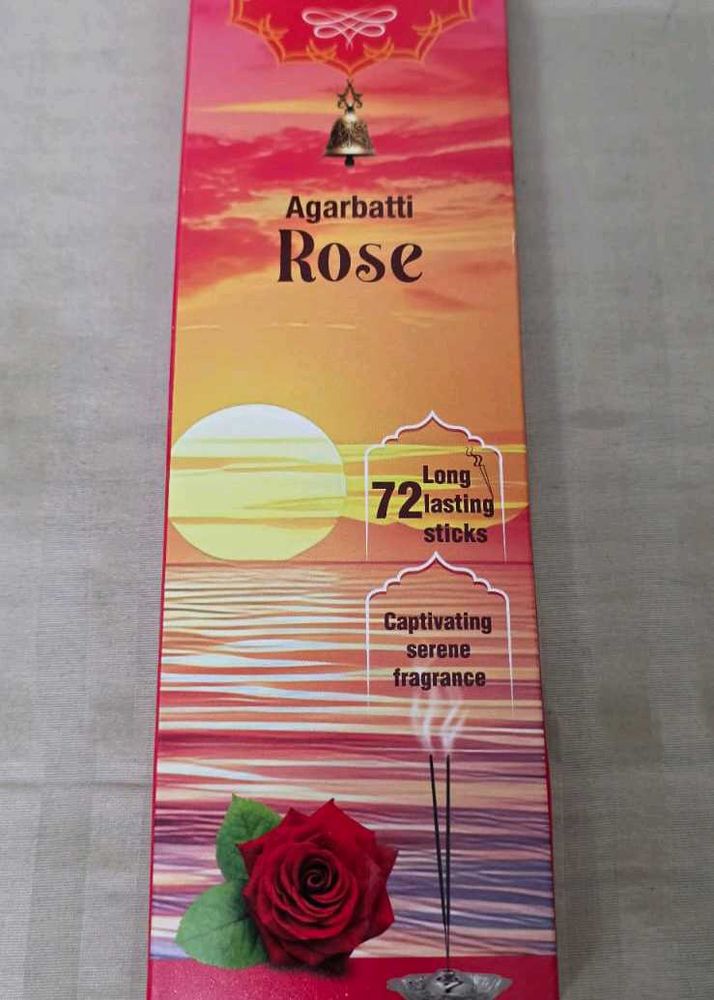 Agarbatti
Rose
72 Long
lasting
sticks
Captivating
serene
fragrance